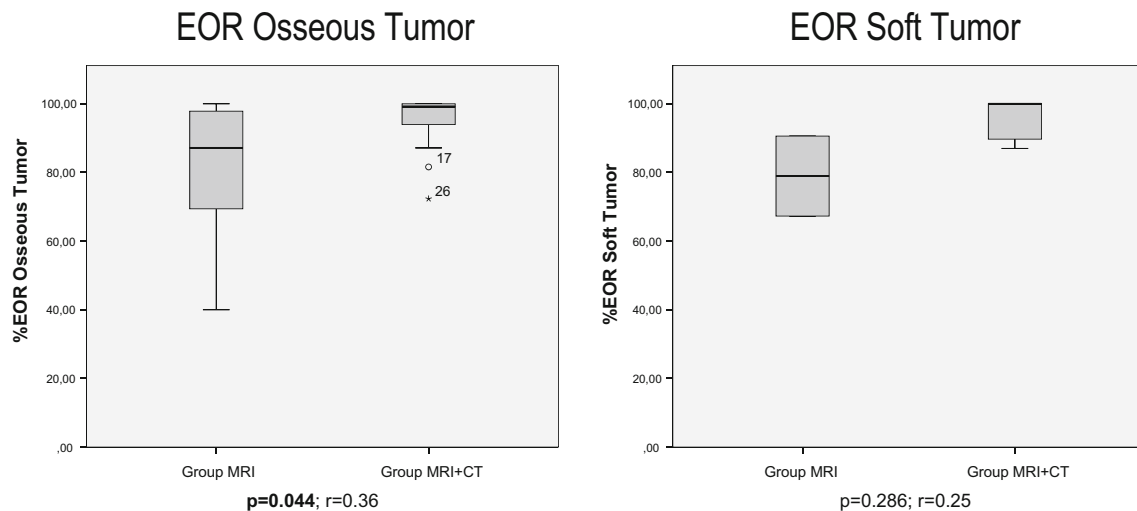 EOR Osseous Tumor
%EOR Osseous Tumor
100,00
80,00
60,00
40,00
20,00
,00
17
26
Group MRI
Group MRI+CT
p=0.044; r=0.36
EOR Soft Tumor
%EOR Soft Tumor
100,00
80,00
60,00
40,00
20,00
,00
Group MRI
Group MRI+CT
p=0.286; r=0.25